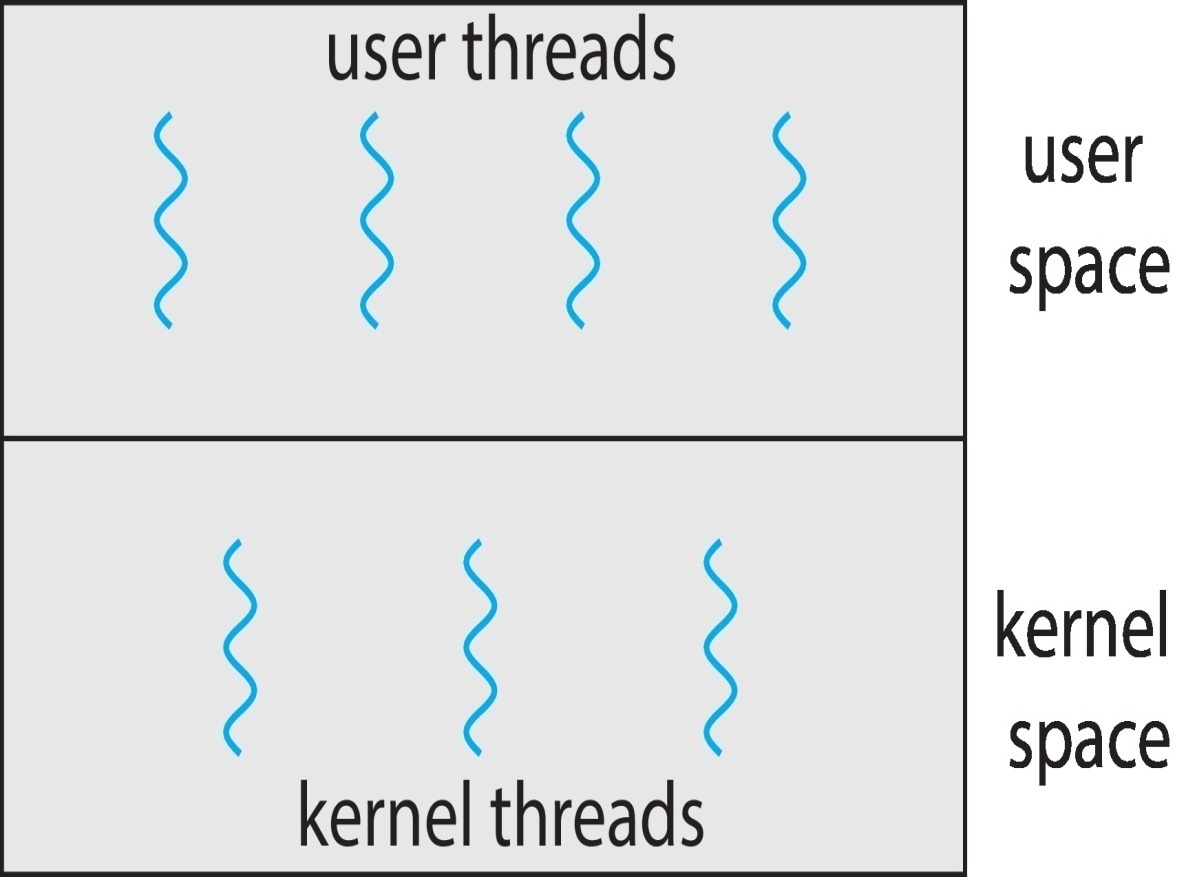 user threads
user
space
kernel
space
kernel threads